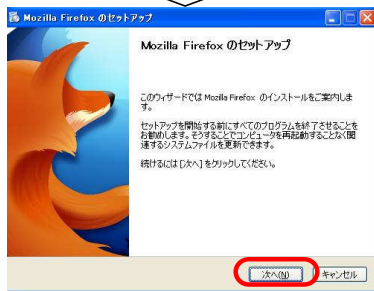 Mozilla Firefox のセットアップ
Mozilla Firefox のセットアップ
このウィザードでは Mozilla Firefox のインストールをご案内しま
す。
セットアップを開始する前にすべてのプログラムを終了させることを
お勧めします。そうすることでコンピュータを再起動することなく関
連するシステムファイルを更新できます。
続けるには [次へ] をクリックしてください。
次へ(N)
キャンセル